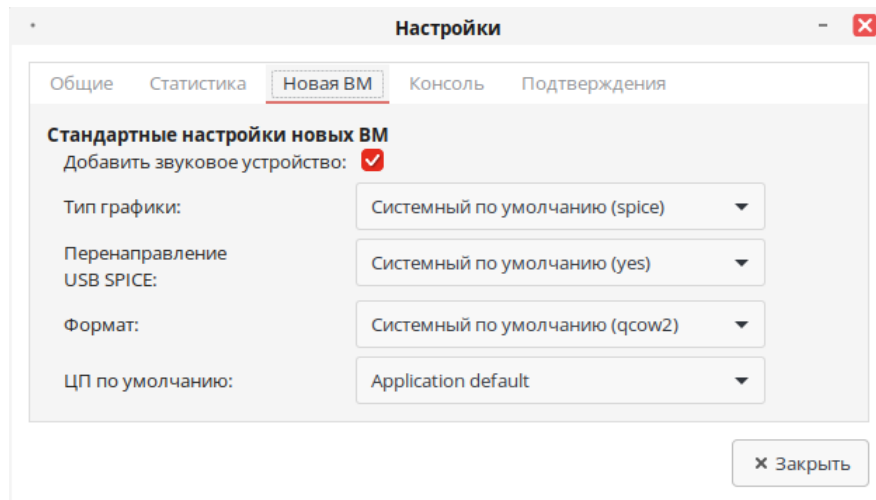 Настройки
Общие Статистика Новая ВМ Консоль Подтверждения
Стандартные настройки новых ВМ
Добавить звуковое устройство:
Тип графики: Системный по умолчанию (spice)
Перенаправление
USB SPICE: Системный по умолчанию (yes)
Формат: Системный по умолчанию (qcow2)
ЦП по умолчанию: Application default
Закрыть